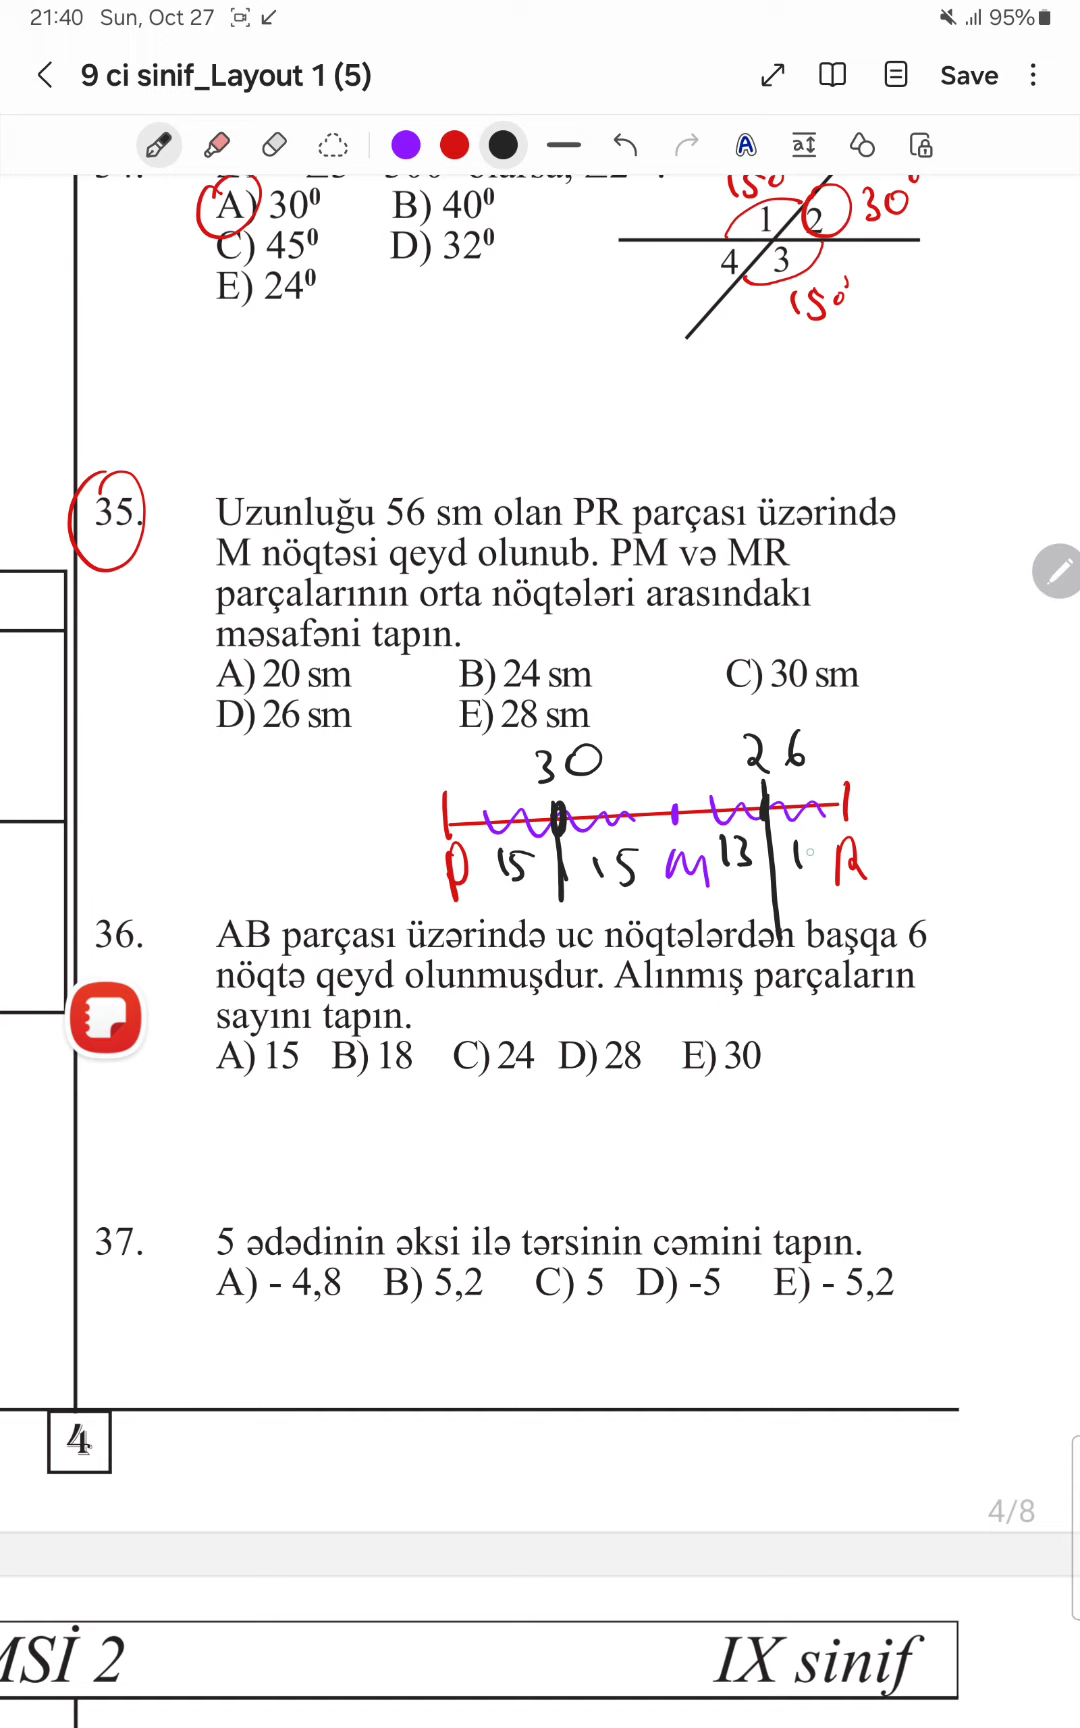 21:40 Sun, Oct 27 95%
9 ci sinif_Layout 1 (5) Save
150
A) 30⁰ B) 40⁰ 1 2 30°
C) 45⁰ D) 32⁰ 4 3
E) 24⁰ 150°
35. Uzunluğu 56 sm olan PR parçası üzərində
M nöqtəsi qeyd olunub. PM və MR
parçalarının orta nöqtələri arasındakı
məsafəni tapın.
A) 20 sm B) 24 sm C) 30 sm
D) 26 sm E) 28 sm
30 26
P 15 15 M 13 1 R
36. AB parçası üzərində uc nöqtələrdən başqa 6
nöqtə qeyd olunmuşdur. Alınmış parçaların
sayını tapın.
A) 15 B) 18 C) 24 D) 28 E) 30
37. 5 ədədinin əksi ilə tərsinin cəmini tapın.
A) - 4,8 B) 5,2 C) 5 D) -5 E) - 5,2
4
4/8
MSİ 2 IX sinif